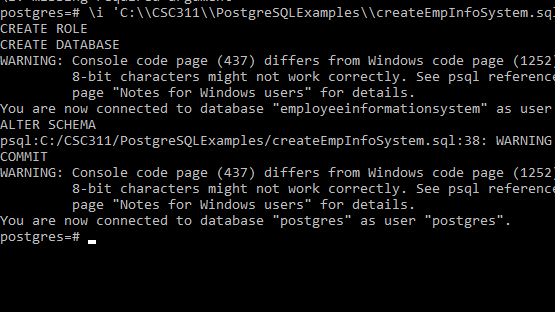 missing required argument
postgres=# \i 'C:\\CSC311\\PostgreSQLExamples\\createEmpInfoSystem.sql
CREATE ROLE
CREATE DATABASE
WARNING: Console code page (437) differs from Windows code page (1252)
8-bit characters might not work correctly. See psql reference
page "Notes for Windows users" for details.
You are now connected to database "employeeinformationsystem" as user
ALTER SCHEMA
psql:C:/CSC311/PostgreSQLExamples/createEmpInfoSystem.sql:38: WARNING
COMMIT
WARNING: Console code page (437) differs from Windows code page (1252)
8-bit characters might not work correctly. See psql reference
page "Notes for Windows users" for details.
You are now connected to database "postgres" as user "postgres".
postgres=#